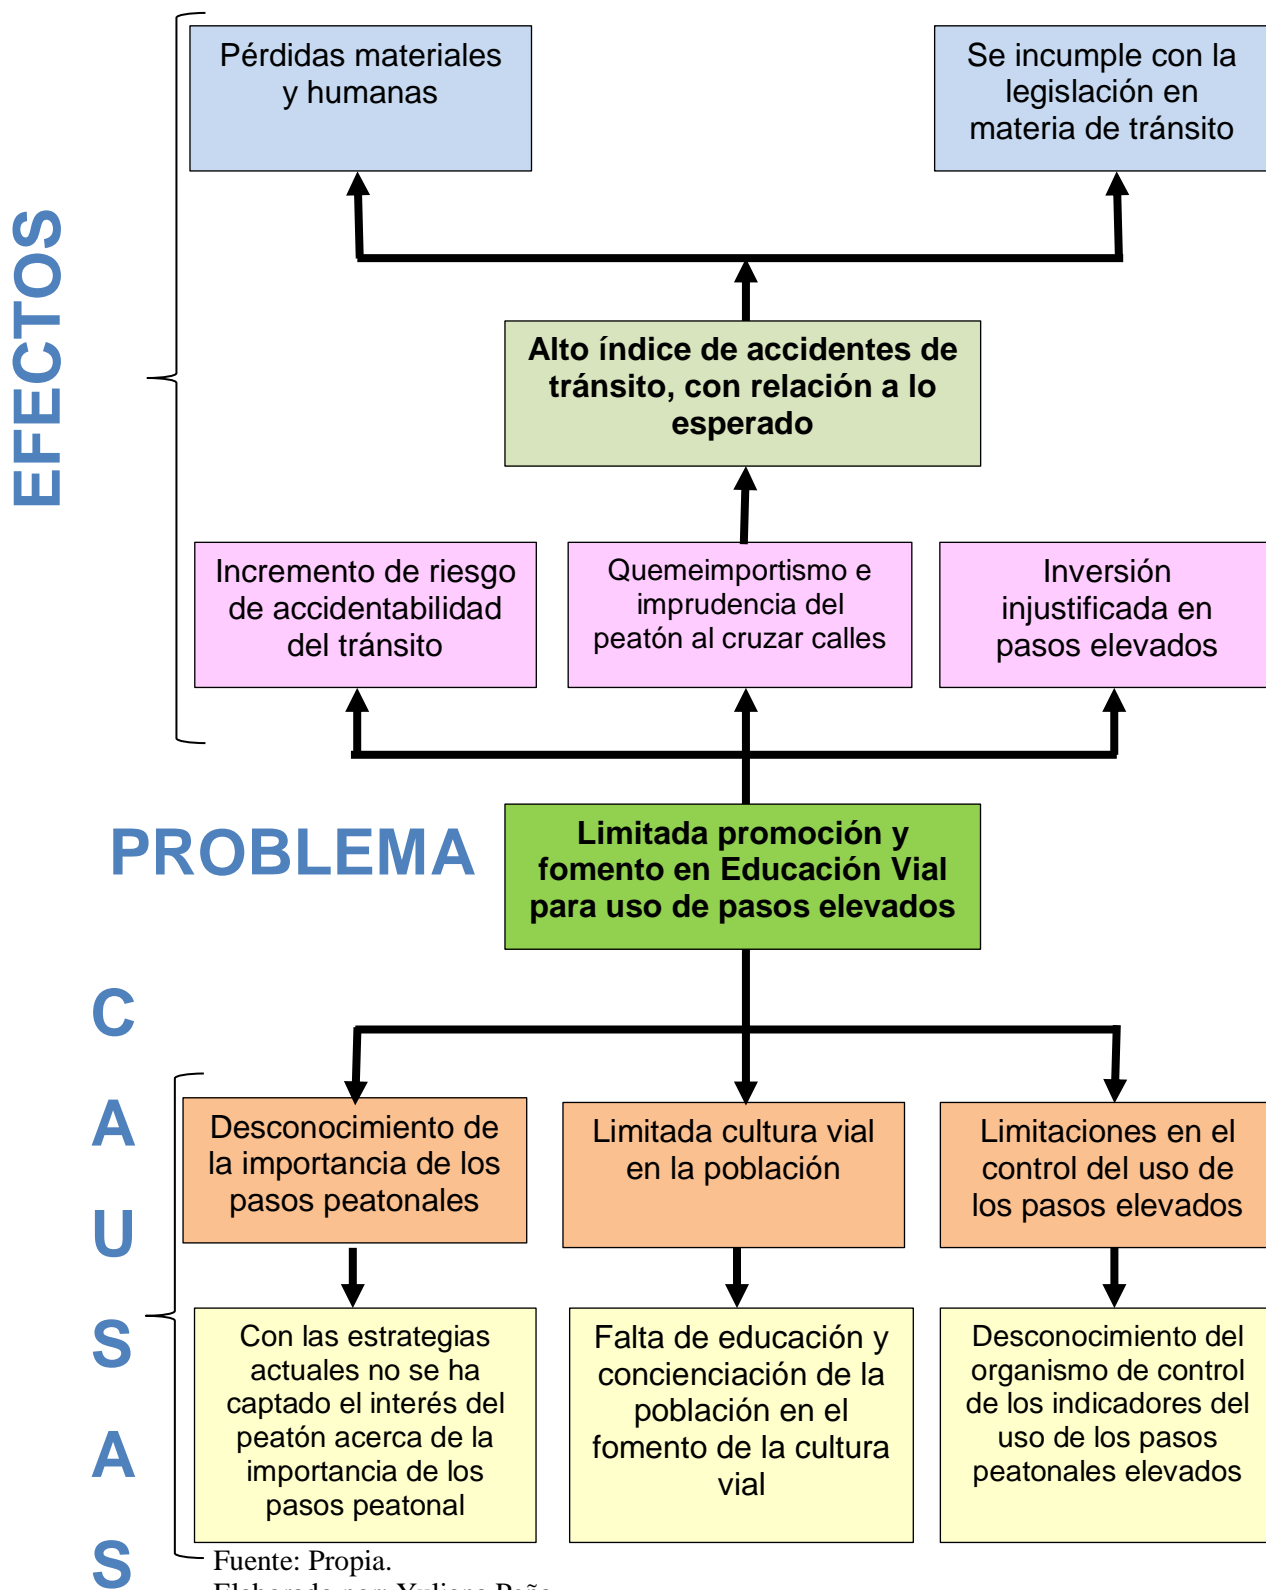 EFECTOS
Pérdidas materiales
y humanas
Se incumple con la
legislación en
materia de tránsito
Alto índice de accidentes de
tránsito, con relación a lo
esperado
Incremento de riesgo
de accidentabilidad
del tránsito
Quemeimportismo e
imprudencia del
peatón al cruzar calles
Inversión
injustificada en
pasos elevados
PROBLEMA
Limitada promoción y
fomento en Educación Vial
para uso de pasos elevados
C
A
U
S
A
S
Desconocimiento de
la importancia de los
pasos peatonales
Limitada cultura vial
en la población
Limitaciones en el
control del uso de
los pasos elevados
Con las estrategias
actuales no se ha
captado el interés del
peatón acerca de la
importancia de los
pasos peatonal
Falta de educación y
concienciación de la
población en el
fomento de la cultura
vial
Desconocimiento del
organismo de control
de los indicadores del
uso de los pasos
peatonales elevados
Fuente: Propia.
Elaborado por: Yuliana Peña